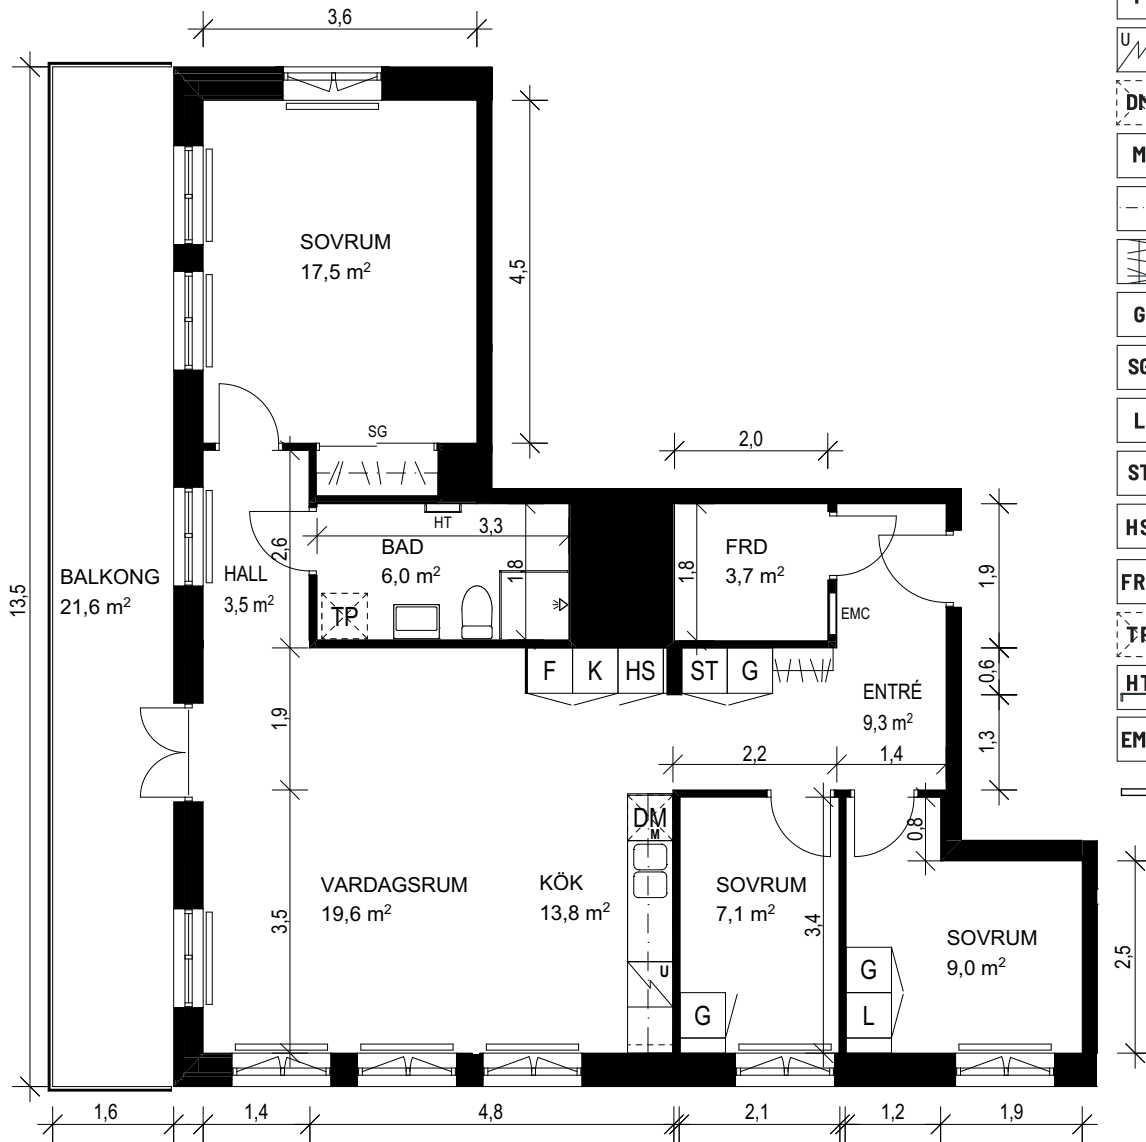 3,6
SOVRUM
17,5 m²
4,5
SG
2,0
HT
3,3
BAD
6,0 m²
1,8
TP
2,6
HALL
3,5 m²
BALKONG
21,6 m²
13,5
FRD
3,7 m²
1,8
EMC
1,9
F K HS ST G
0,6
ENTRÉ
9,3 m²
1,3
1,9
2,2
1,4
0,8
DM
M
VARDAGSRUM
19,6 m²
KÖK
13,8 m²
3,5
U
SOVRUM
7,1 m²
3,4
G
SOVRUM
9,0 m²
G
L
2,5
1,6 1,4 4,8 2,1 1,2 1,9
U
M
G
L
HT